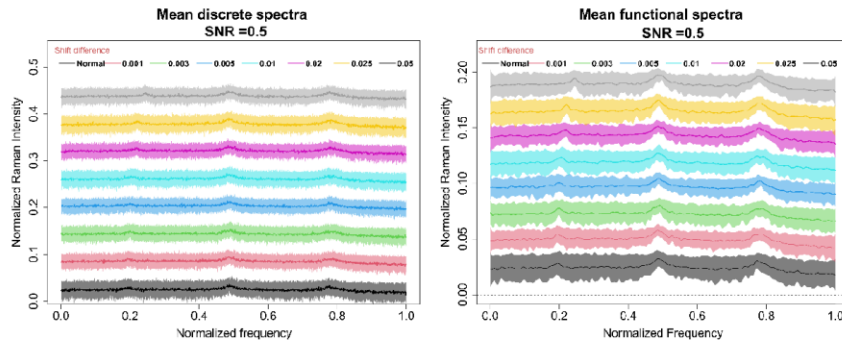 Mean discrete spectra
SNR =0.5
Shift difference
Normal 0.001 0.003 0.005 0.01 0.02 0.025 0.05
Normalized Raman Intensity
0.5
0.4
0.3
0.2
0.1
0.0
0.0 0.2 0.4 0.6 0.8 1.0
Normalized frequency
Mean functional spectra
SNR =0.5
Shift difference
Normal 0.001 0.003 0.005 0.01 0.02 0.025 0.05
Normalized Raman Intensity
0.20
0.15
0.10
0.05
0.00
0.0 0.2 0.4 0.6 0.8 1.0
Normalized Frequency